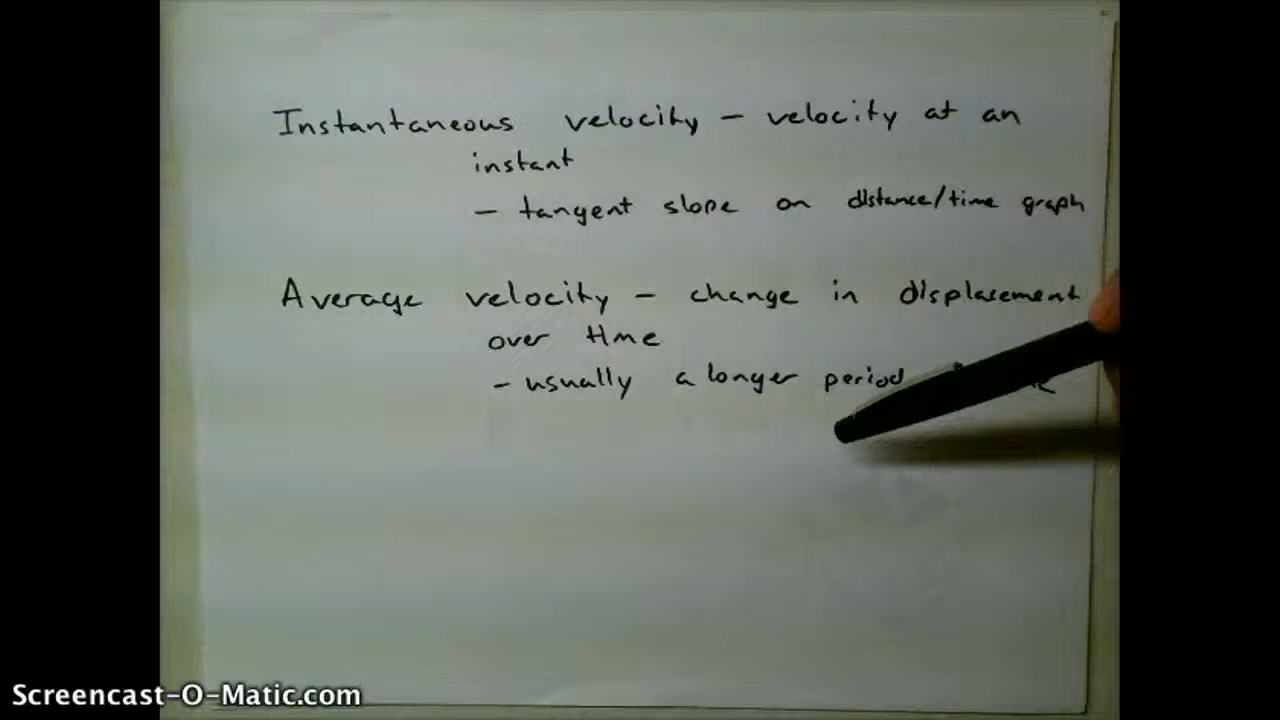 Instantaneous velocity - velocity at an
instant
- tangent slope on distance/time graph
Average velocity - change in displacement
over time
- usually a longer period
Screencast-O-Matic.com